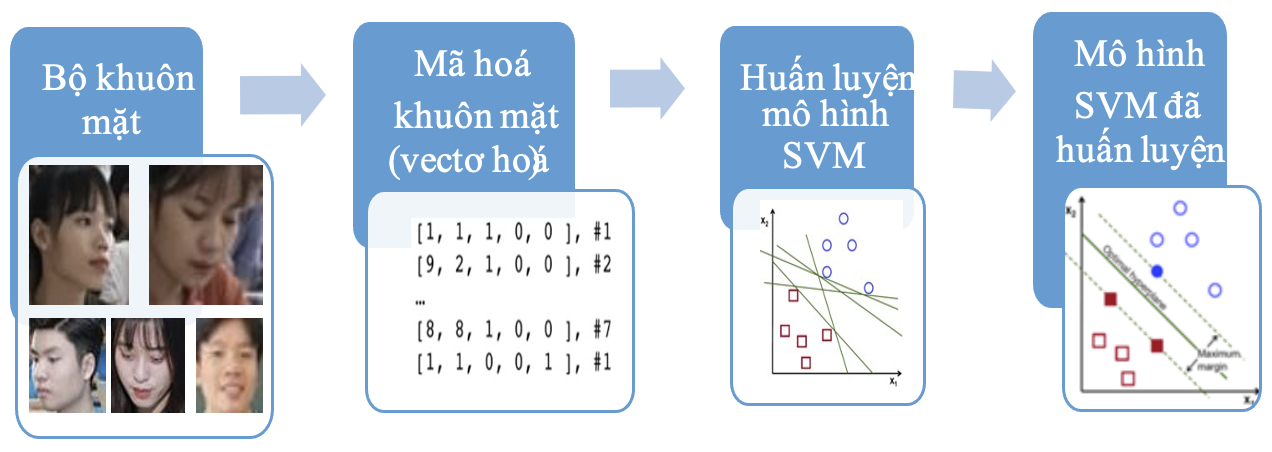 Bộ khuôn
mặt
Mã hoá
khuôn mặt
(vectơ hoá)
[1, 1, 1, 0, 0 ], #1
[9, 2, 1, 0, 0 ], #2
…
[8, 8, 1, 0, 0 ], #7
[1, 1, 0, 0, 1 ], #1
Huấn luyện
mô hình
SVM
x₂
x₁
Mô hình
SVM đã
huấn luyện
x₂
Optimal hyperplane
Maximum
margin
x₁